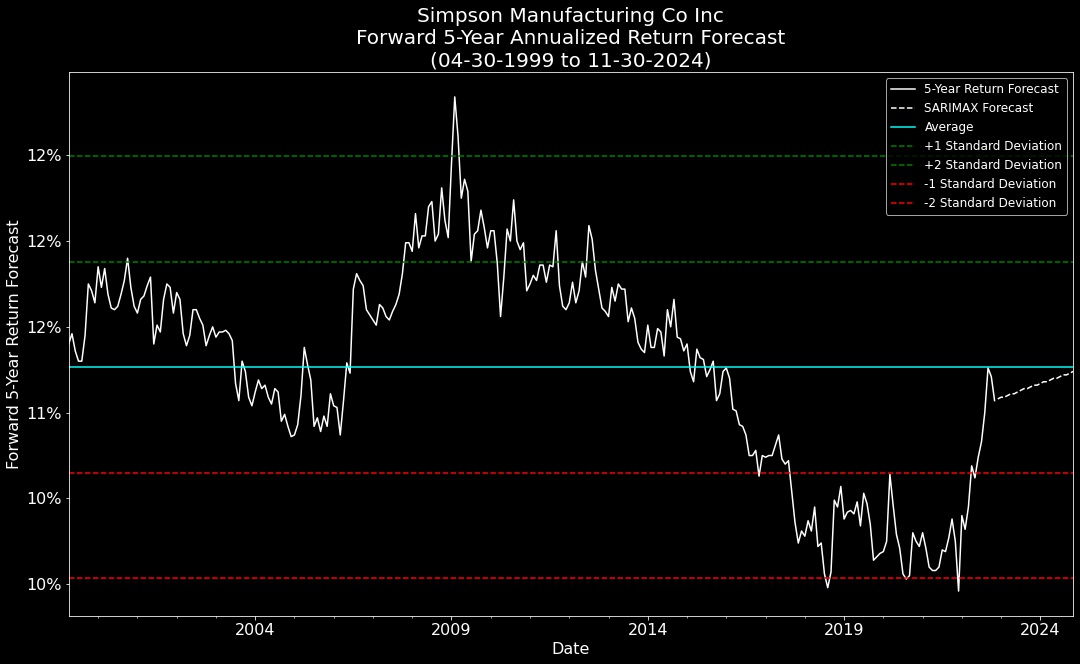 Simpson Manufacturing Co Inc
Forward 5-Year Annualized Return Forecast
(04-30-1999 to 11-30-2024)
5-Year Return Forecast
SARIMAX Forecast
Average
+1 Standard Deviation
+2 Standard Deviation
-1 Standard Deviation
-2 Standard Deviation
Forward 5-Year Return Forecast
12%
12%
12%
11%
10%
10%
2004
2009
2014
2019
2024
Date